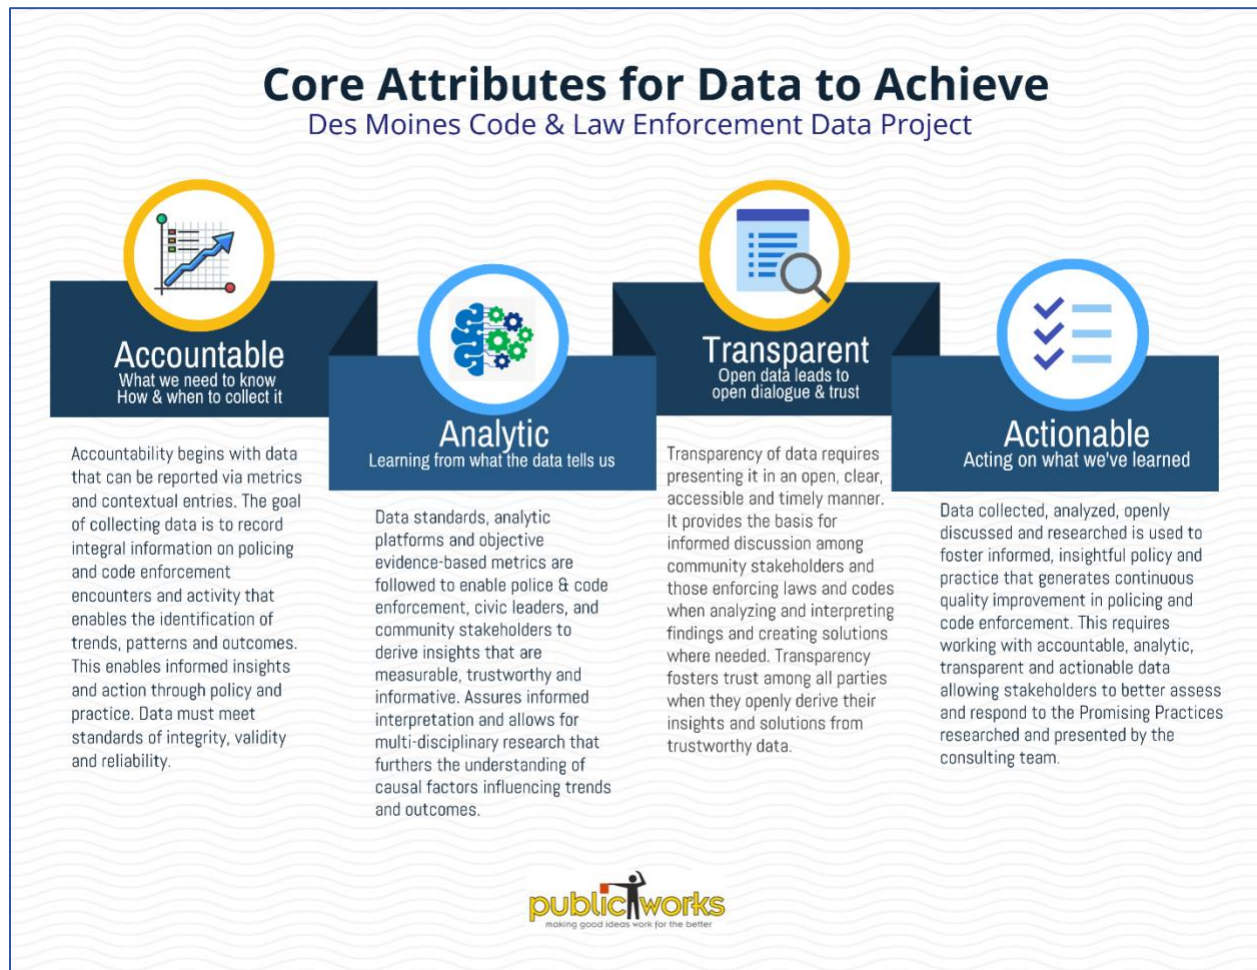 Core Attributes for Data to Achieve
Des Moines Code & Law Enforcement Data Project
Accountable
What we need to know
How & when to collect it
Accountability begins with data
that can be reported via metrics
and contextual entries. The goal
of collecting data is to record
integral information on policing
and code enforcement
encounters and activity that
enables the identification of
trends, patterns and outcomes.
This enables informed insights
and action through policy and
practice. Data must meet
standards of integrity, validity
and reliability.
Analytic
Learning from what the data tells us
Data standards, analytic
platforms and objective
evidence-based metrics are
followed to enable police & code
enforcement, civic leaders, and
community stakeholders to
derive insights that are
measurable, trustworthy and
informative. Assures informed
interpretation and allows for
multi-disciplinary research that
furthers the understanding of
causal factors influencing trends
and outcomes.
Transparent
Open data leads to
open dialogue & trust
Transparency of data requires
presenting it in an open, clear,
accessible and timely manner.
It provides the basis for
informed discussion among
community stakeholders and
those enforcing laws and codes
when analyzing and interpreting
findings and creating solutions
where needed. Transparency
fosters trust among all parties
when they openly derive their
insights and solutions from
trustworthy data.
Actionable
Acting on what we've learned
Data collected, analyzed, openly
discussed and researched is used to
foster informed, insightful policy and
practice that generates continuous
quality improvement in policing and
code enforcement. This requires
working with accountable, analytic,
transparent and actionable data
allowing stakeholders to better assess
and respond to the Promising Practices
researched and presented by the
consulting team.
public works
making good ideas work for the better